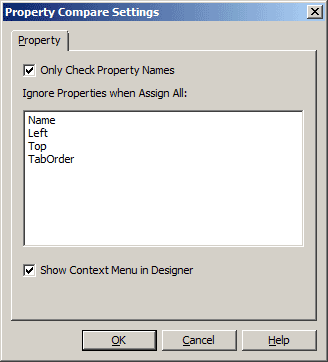 Property Compare Settings
Property
Only Check Property Names
Ignore Properties when Assign All:
Name
Left
Top
TabOrder
Show Context Menu in Designer
OK Cancel Help